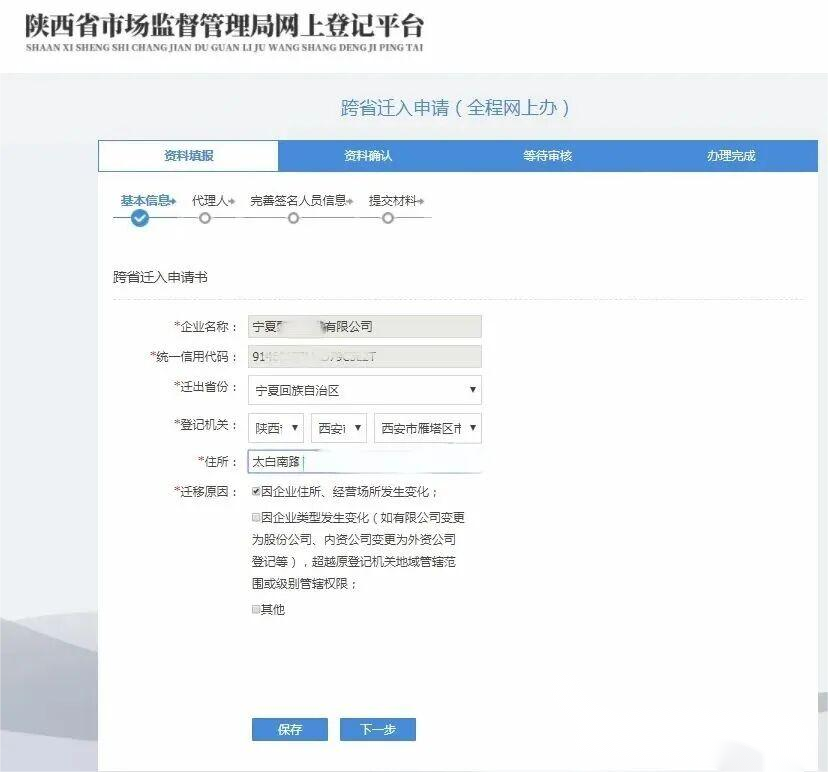 陕西省市场监督管理局网上登记平台
SHAAN XI SHENG SHI CHANG JIAN DU GUAN LI JU WANG SHANG DENG JI PING TAI
跨省迁入申请（全程网上办）
资料填报 资料确认 等待审核 办理完成
基本信息 代理人 完善签名人员信息 提交材料
跨省迁入申请书
*企业名称： 宁夏 有限公司
*统一信用代码：
*迁出省份： 宁夏回族自治区
*登记机关： 陕西 西安 西安市雁塔区市
*住所： 太白南路
*迁移原因： 因企业住所、经营场所发生变化；
因企业类型发生变化（如有限公司变更
为股份公司、内资公司变更为外资公司
登记等），超越原登记机关地域管辖范
围或级别管辖权限；
其他
保存 下一步